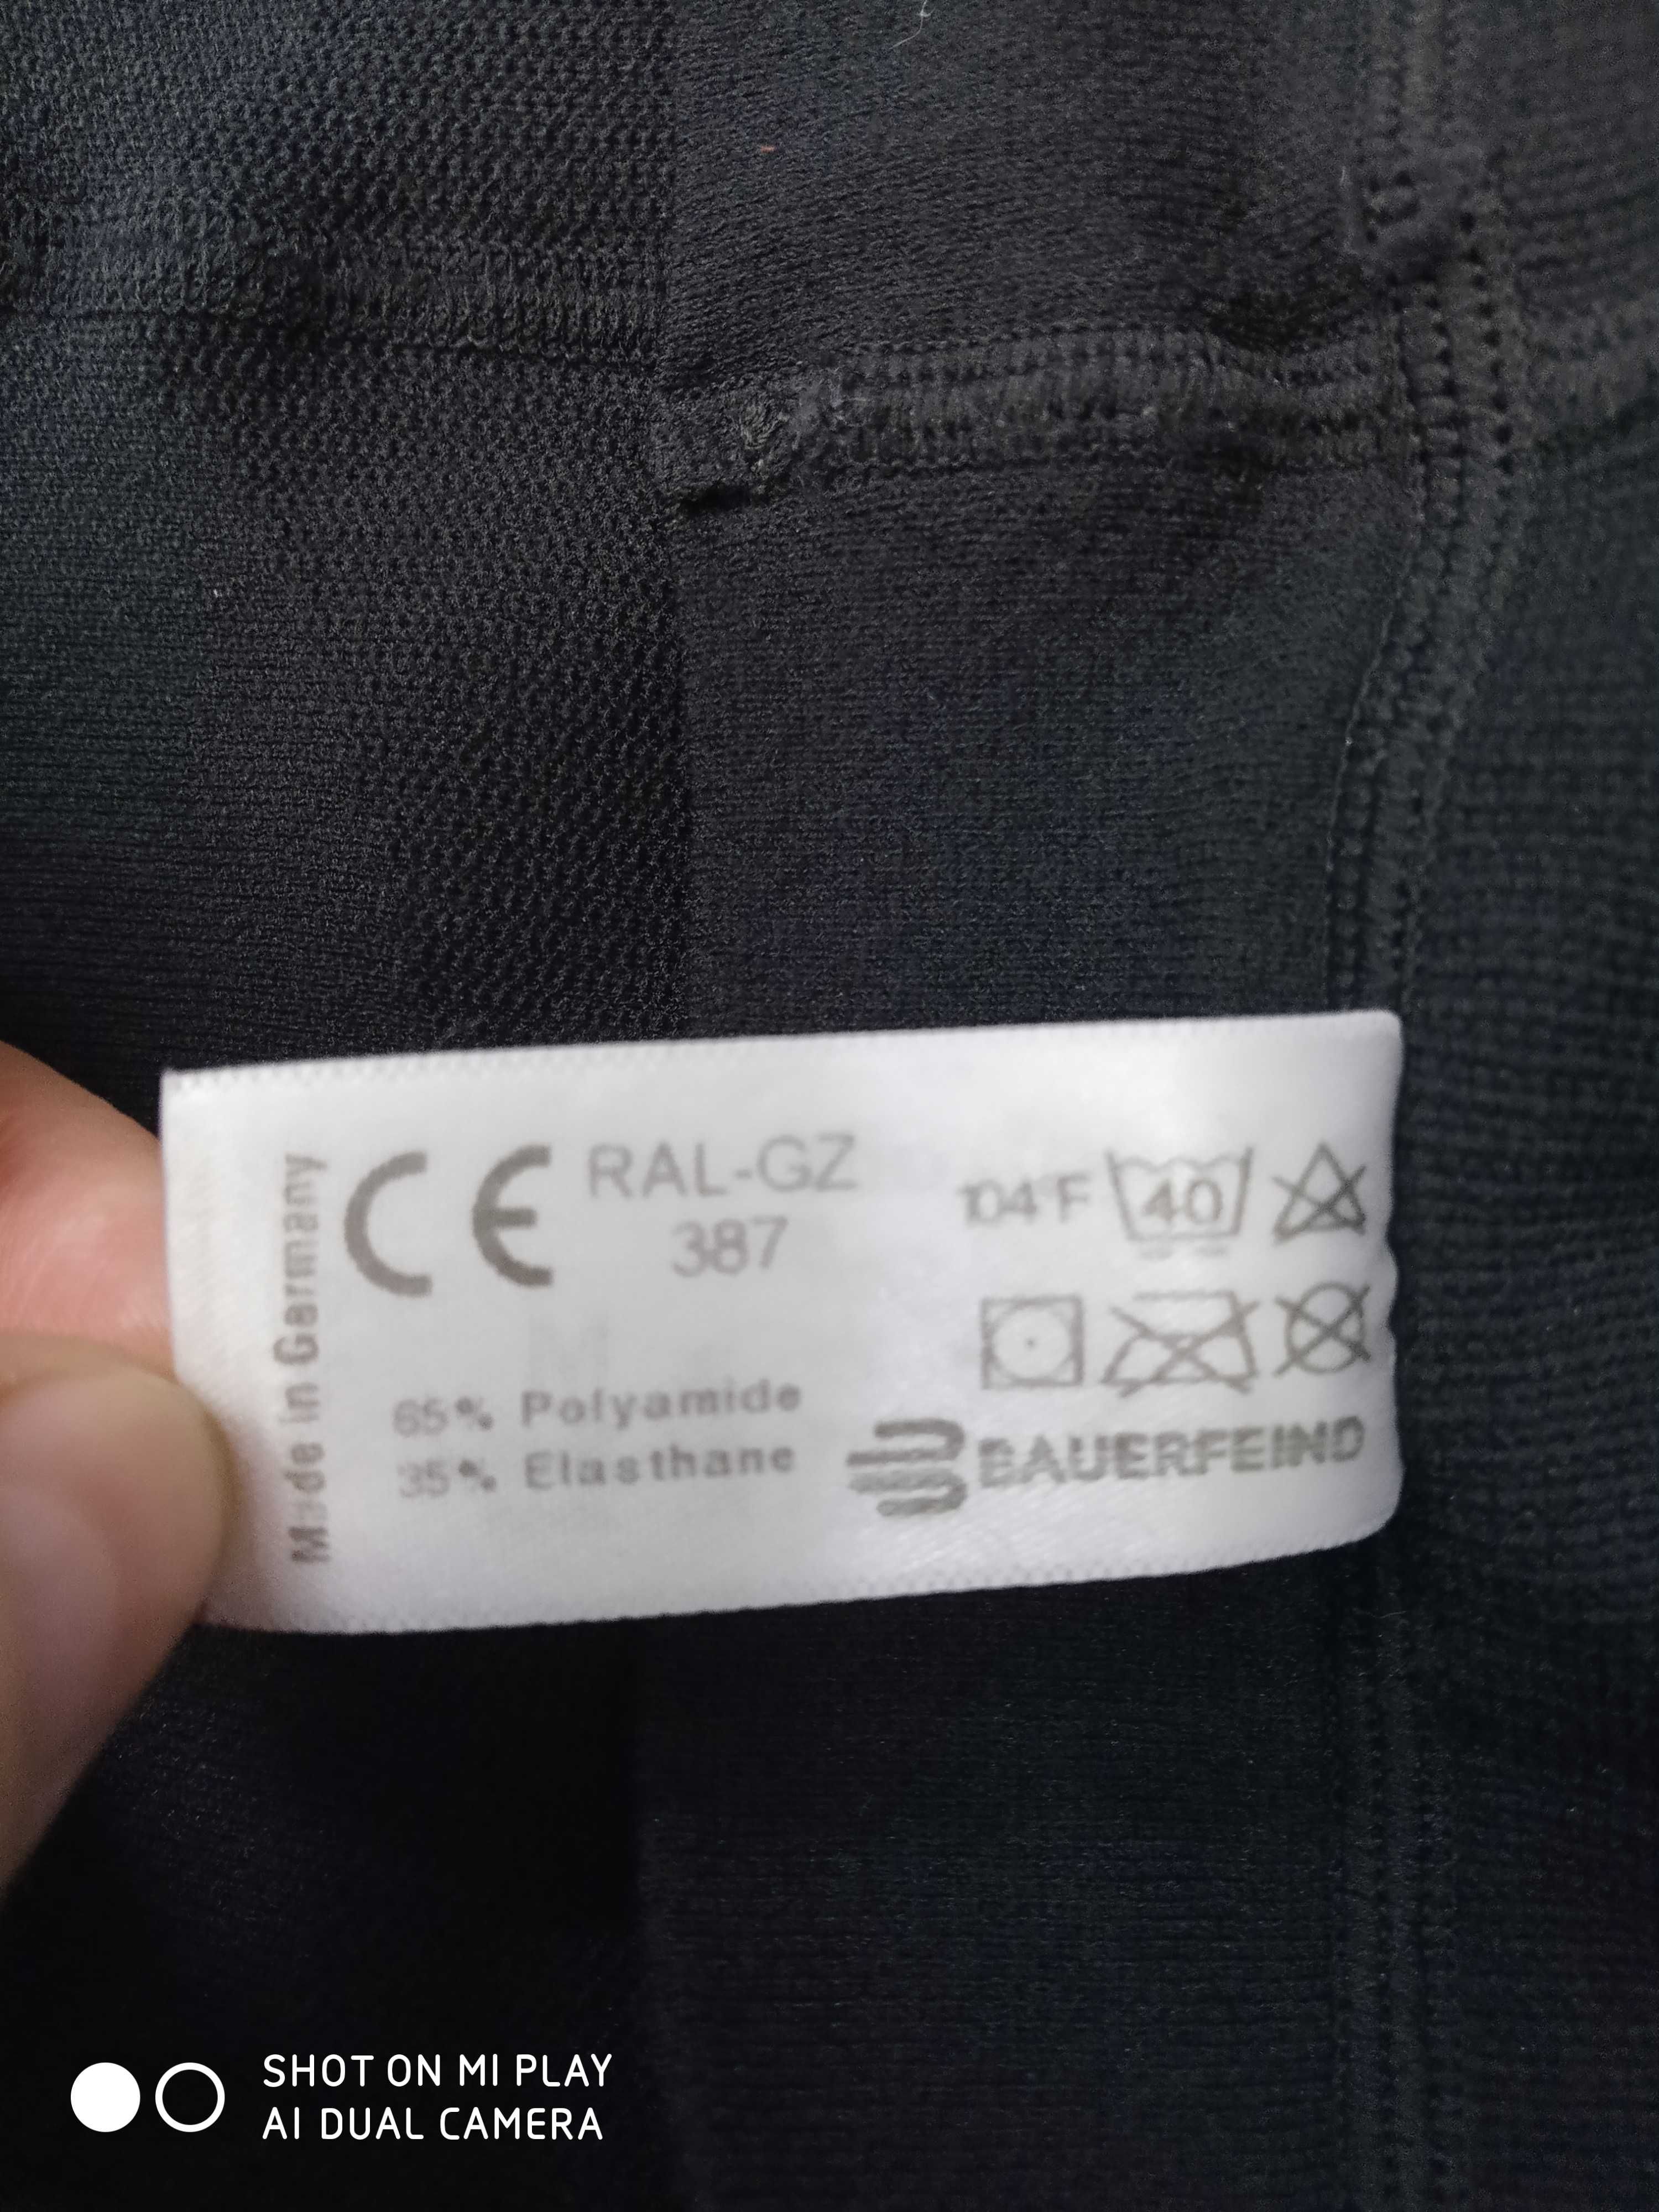 Made in Germany
CE
RAL-GZ
387
104°F 40
65% Polyamide
35% Elasthane
BAUERFEIND
SHOT ON MI PLAY
AI DUAL CAMERA